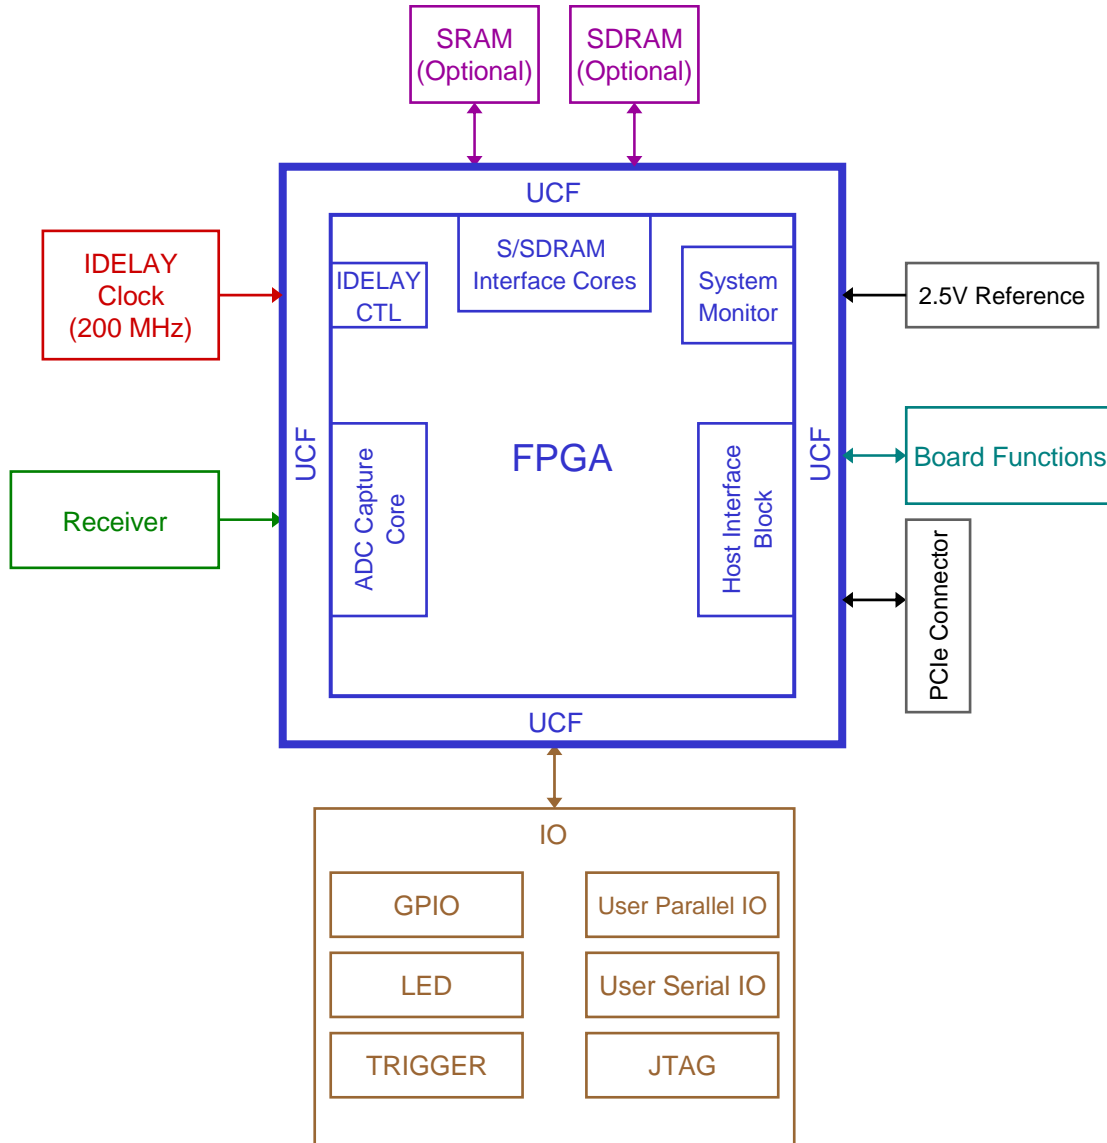 SRAM
(Optional)
SDRAM
(Optional)
UCF
IDELAY
Clock
(200 MHz)
IDELAY
CTL
S/SDRAM
Interface Cores
System
Monitor
2.5V Reference
UCF
ADC Capture
Core
FPGA
Host Interface
Block
UCF
Board Functions
Receiver
PCIe Connector
UCF
IO
GPIO
User Parallel IO
LED
User Serial IO
TRIGGER
JTAG